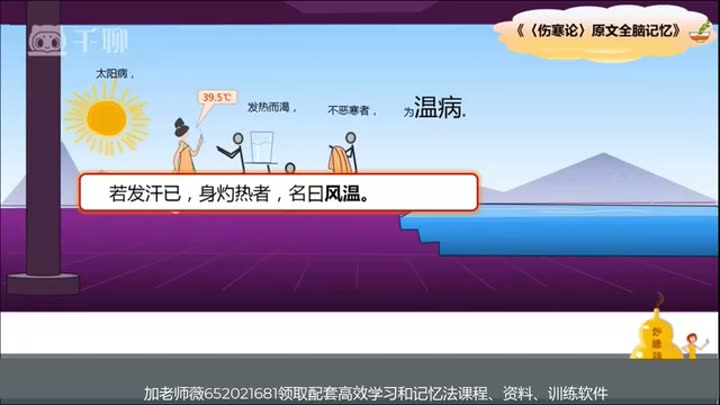 千聊
《〈伤寒论〉原文全脑记忆》
太阳病，
39.5℃
发热而渴，
不恶寒者，
为温病.
若发汗已，身灼热者，名曰风温。
加老师薇652021681领取配套高效学习和记忆法课程、资料、训练软件